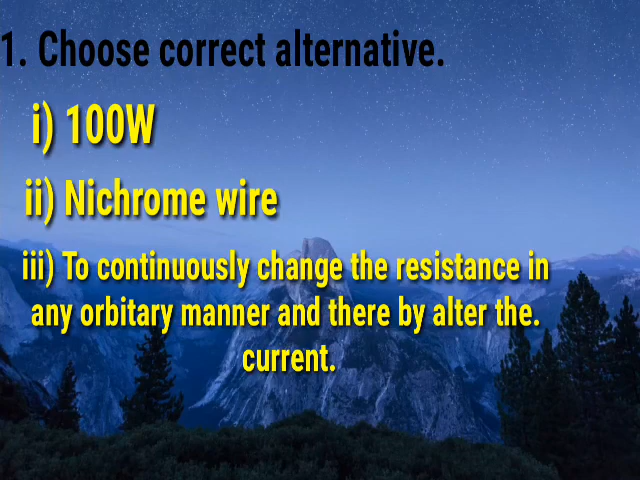 1. Choose correct alternative.
i) 100W
ii) Nichrome wire
iii) To continuously change the resistance in
any orbitary manner and there by alter the.
current.